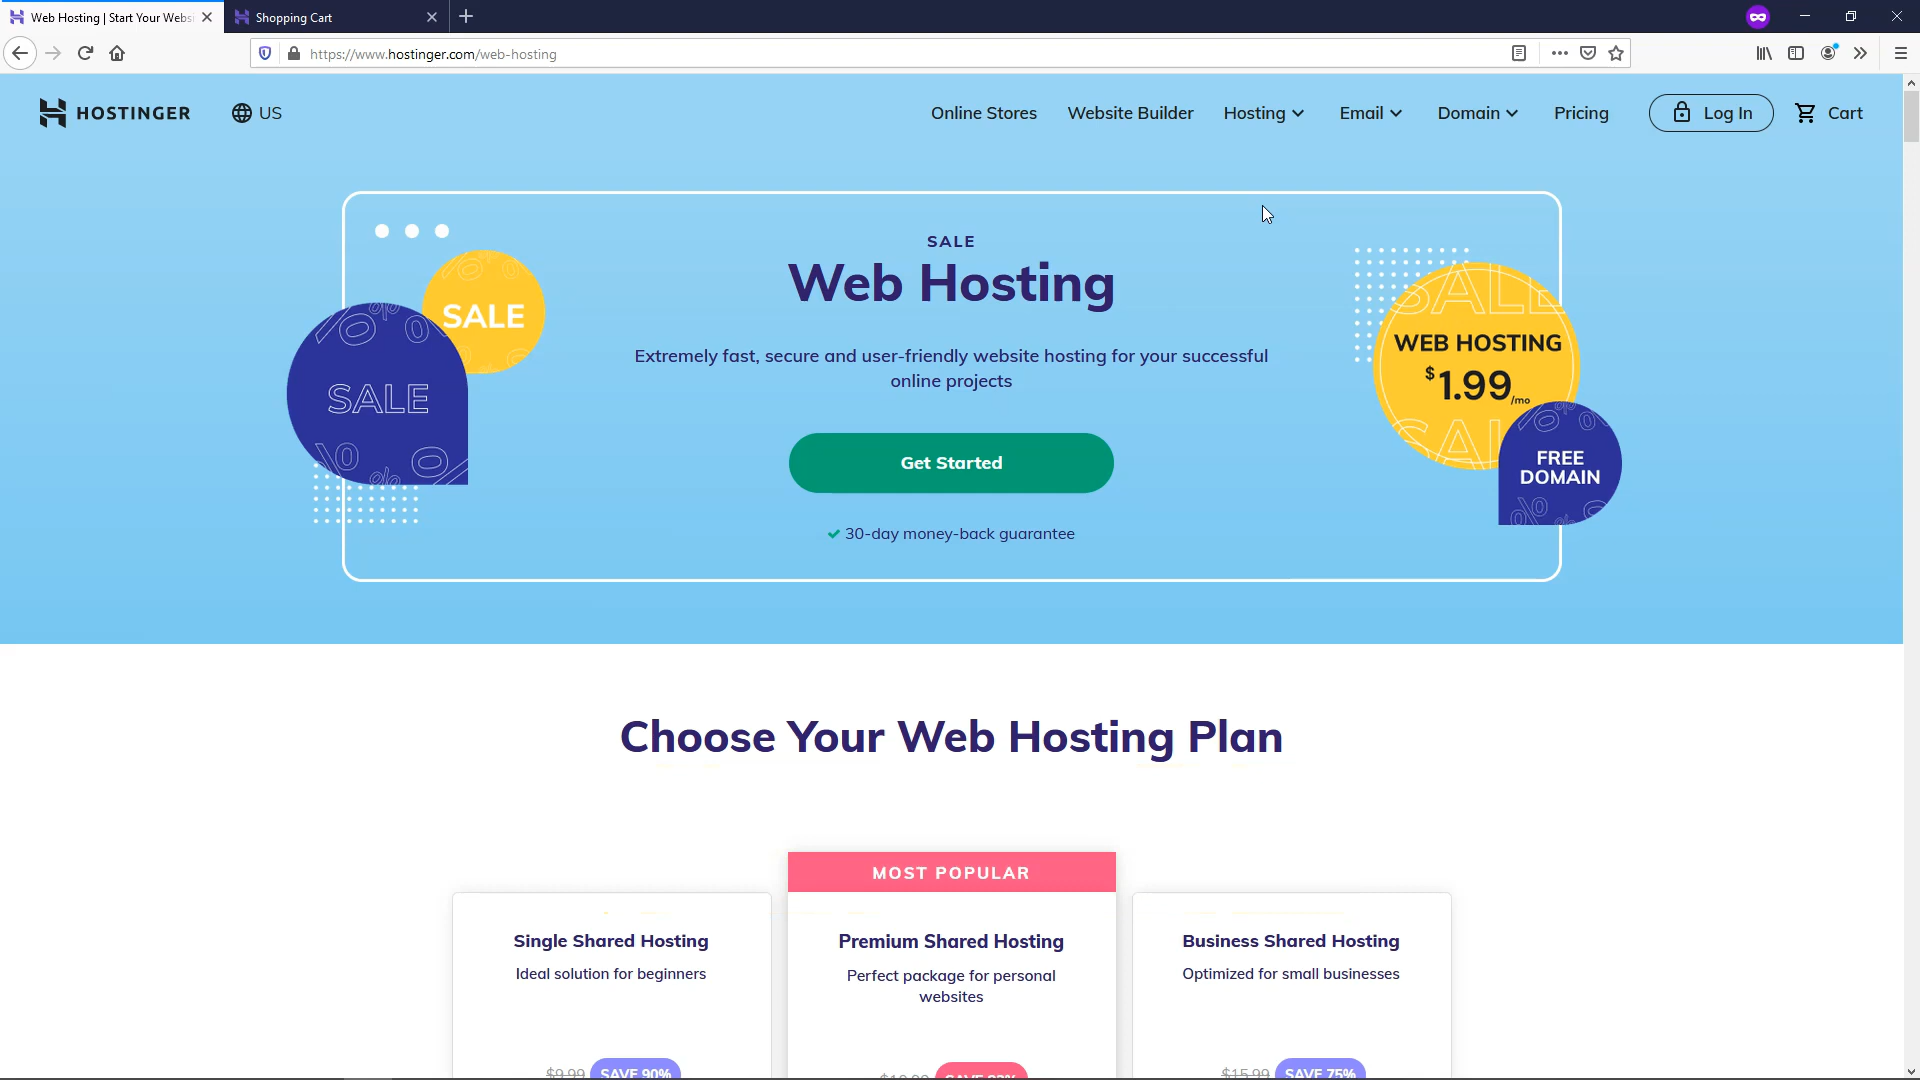 Web Hosting | Start Your Webs
Shopping Cart
https://www.hostinger.com/web-hosting
HOSTINGER
US
Online Stores
Website Builder
Hosting
Email
Domain
Pricing
Log In
Cart
SALE
Web Hosting
Extremely fast, secure and user-friendly website hosting for your successful
online projects
Get Started
30-day money-back guarantee
SALE
SALE
SALE
WEB HOSTING
$1.99/mo
FREE
DOMAIN
Choose Your Web Hosting Plan
MOST POPULAR
Single Shared Hosting
Ideal solution for beginners
$9.99 SAVE 90%
Premium Shared Hosting
Perfect package for personal
websites
Business Shared Hosting
Optimized for small businesses
$15.99 SAVE 75%